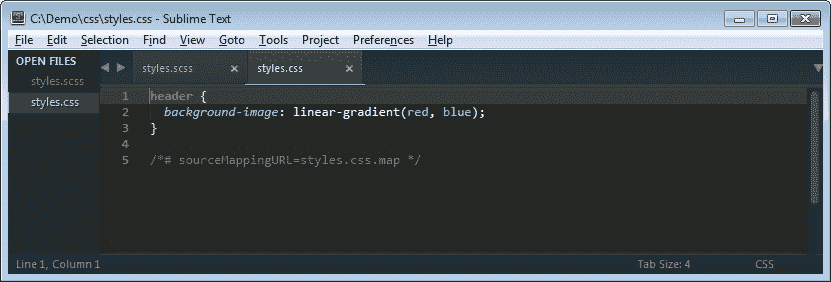 C:\Demo\css\styles.css - Sublime Text
File Edit Selection Find View Goto Tools Project Preferences Help
OPEN FILES
styles.scss
styles.css
styles.scss
styles.css
1 header {
2 background-image: linear-gradient(red, blue);
3 }
4
5 /*# sourceMappingURL=styles.css.map */
Line 1, Column 1 Tab Size: 4 CSS